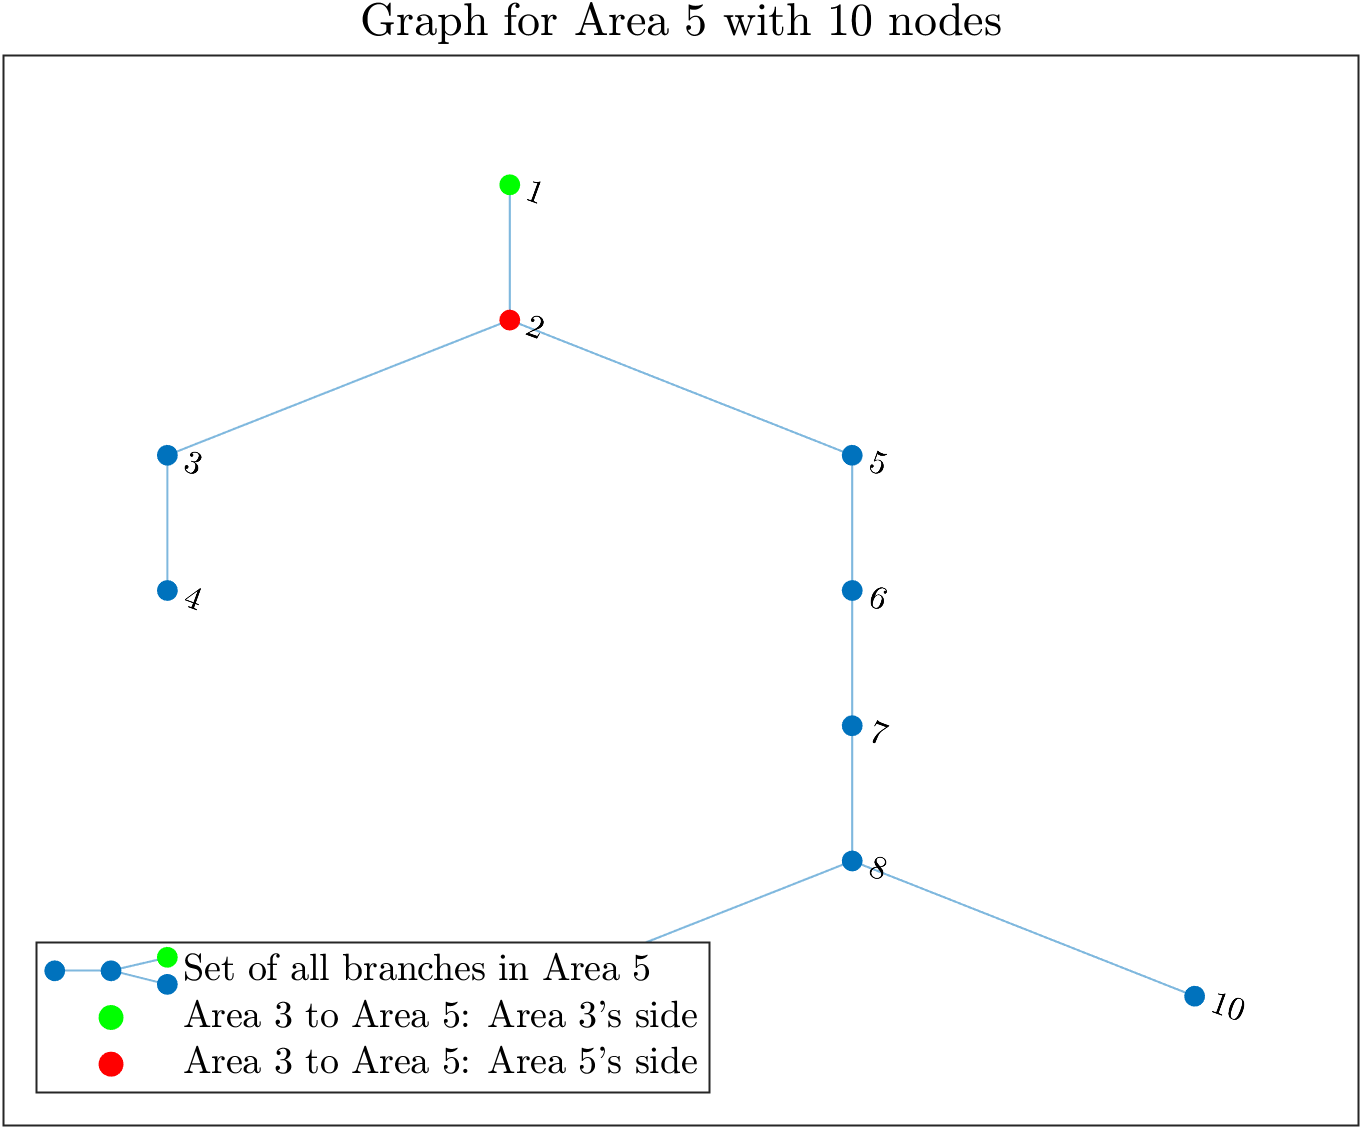 Graph for Area 5 with 10 nodes
1
2
3
5
4
6
7
8
10
Set of all branches in Area 5
Area 3 to Area 5: Area 3's side
Area 3 to Area 5: Area 5's side